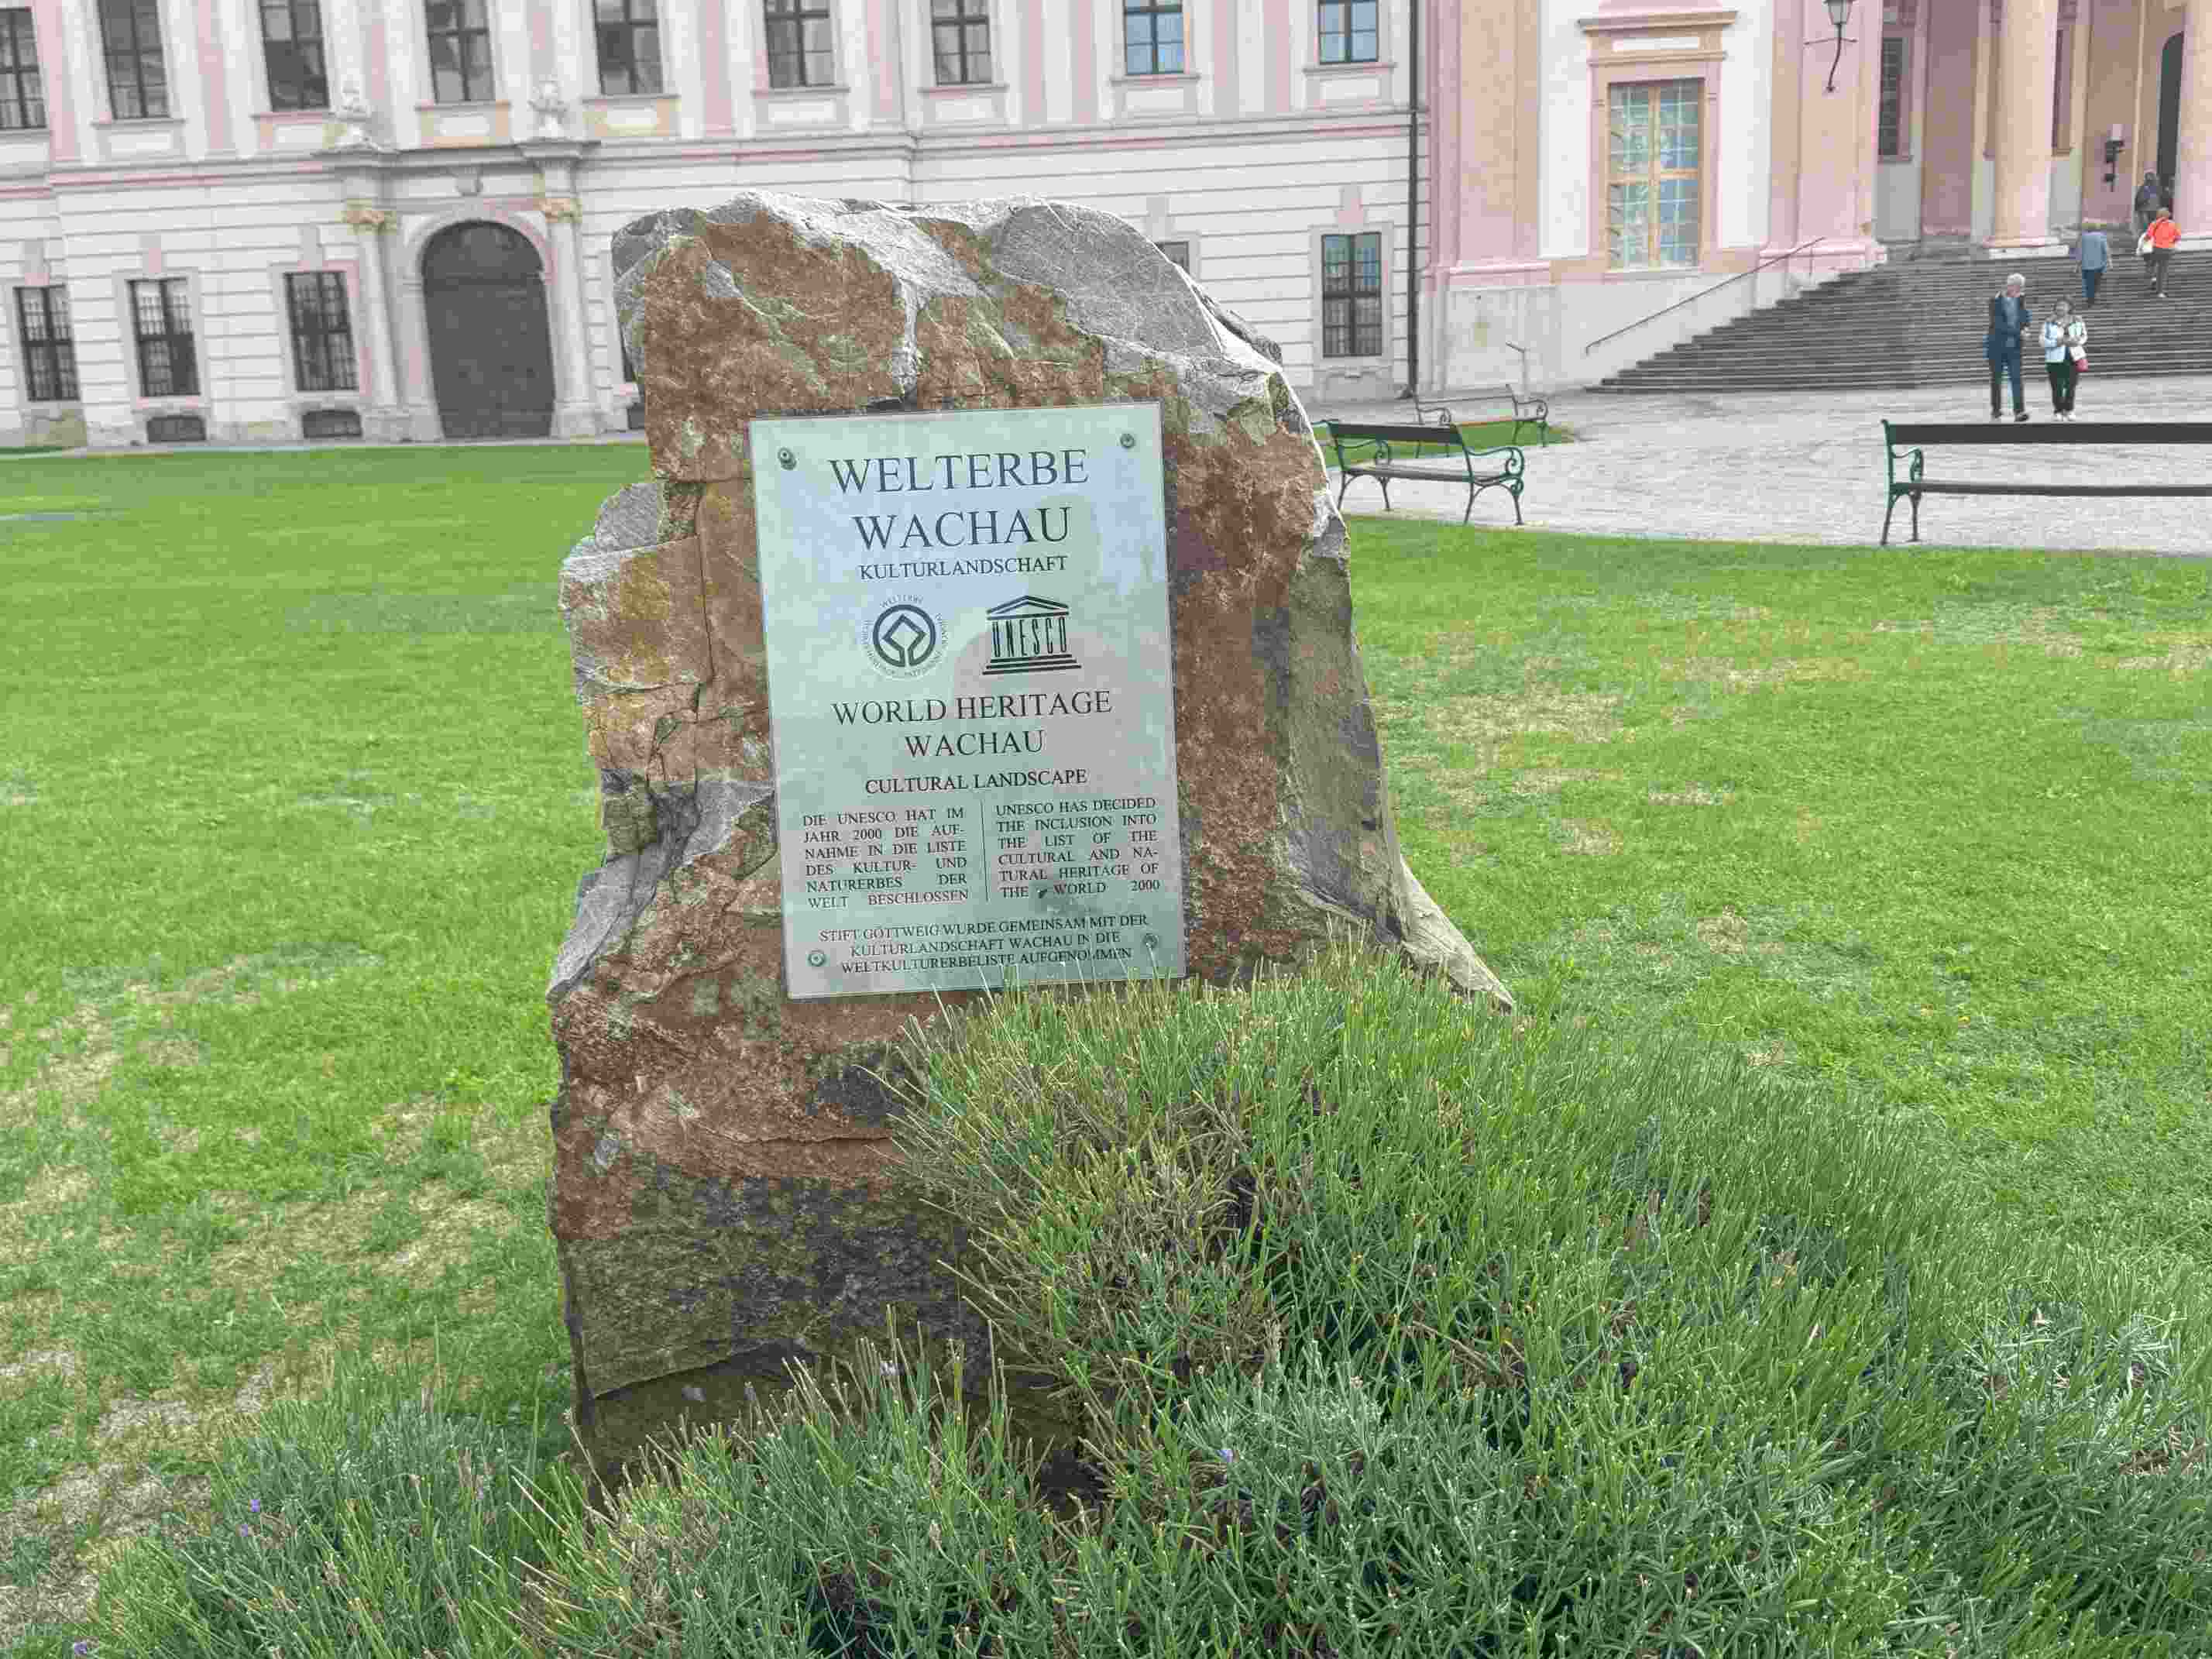 WELTERBE
WACHAU
KULTURLANDSCHAFT
WELTERBE
UNESCO
WORLD HERITAGE
WACHAU
CULTURAL LANDSCAPE
DIE UNESCO HAT IM
JAHR 2000 DIE AUF-
NAHME IN DIE LISTE
DES KULTUR- UND
NATURERBES DER
WELT BESCHLOSSEN
UNESCO HAS DECIDED
THE INCLUSION INTO
THE LIST OF THE
CULTURAL AND NA-
TURAL HERITAGE OF
THE WORLD 2000
STIFT GÖTTWEIG WURDE GEMEINSAM MIT DER
KULTURLANDSCHAFT WACHAU IN DIE
WELTKULTURERBELISTE AUFGENOMMEN